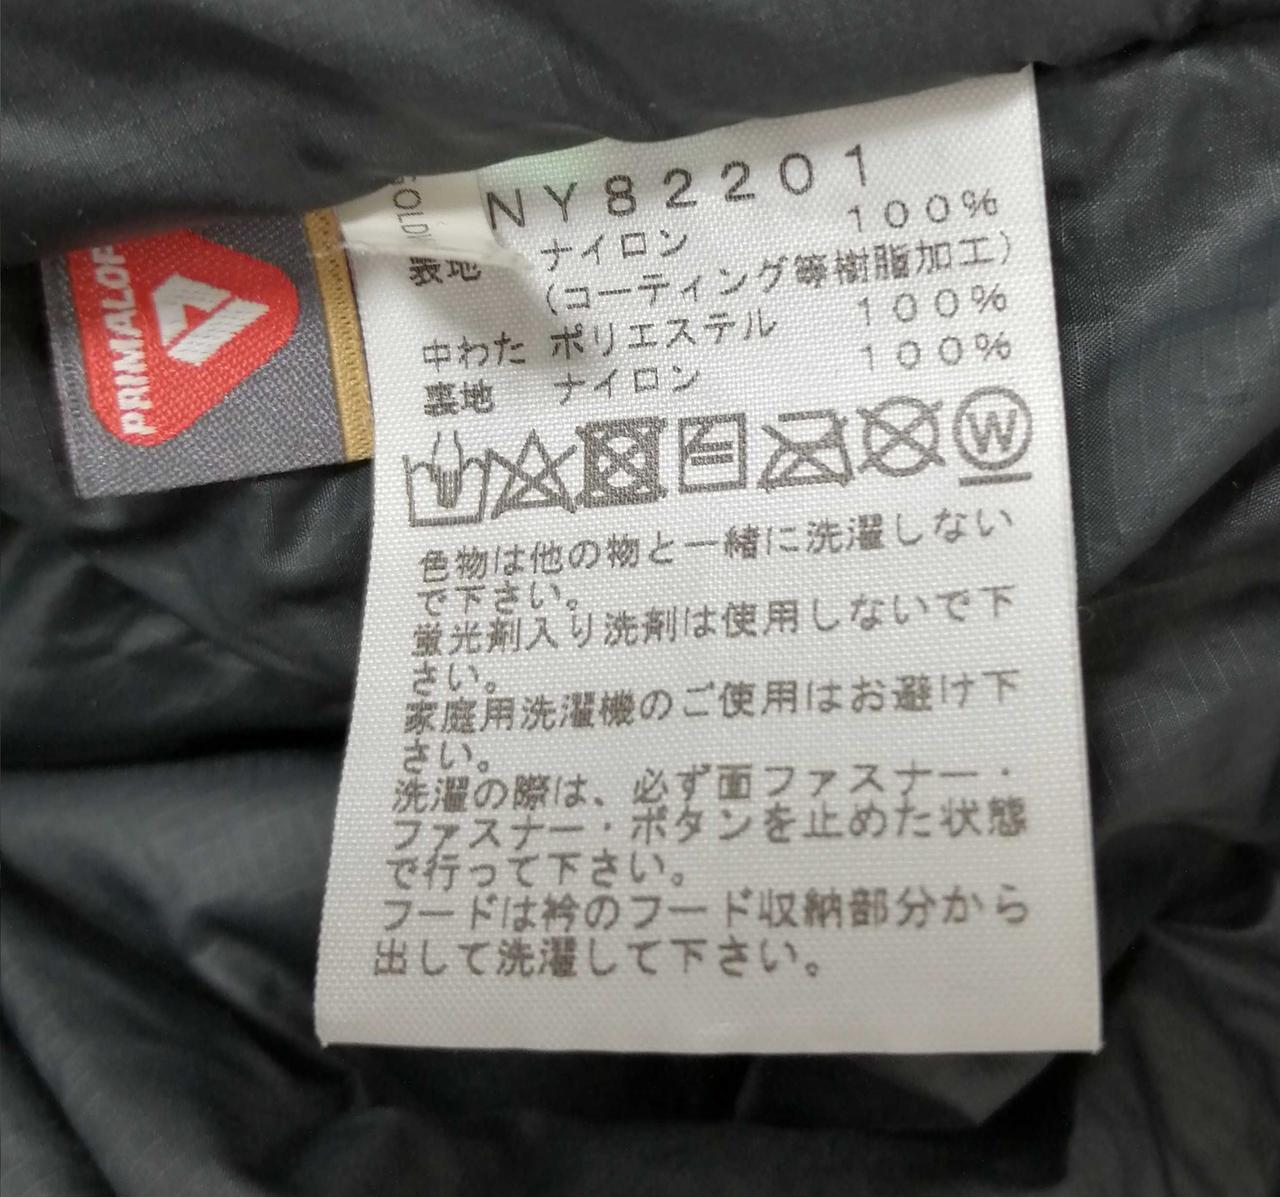 NY82201
表地 ナイロン 100%
(コーティング等樹脂加工)
中わた ポリエステル 100%
裏地 ナイロン 100%
W
色物は他の物と一緒に洗濯しない
で下さい。
蛍光剤入り洗剤は使用しないで下
さい。
家庭用洗濯機のご使用はお避け下
さい。
洗濯の際は、必ず面ファスナー・
ファスナー・ボタンを止めた状態
で行って下さい。
フードは衿のフード収納部分から
出して洗濯して下さい。
PRIMALOF